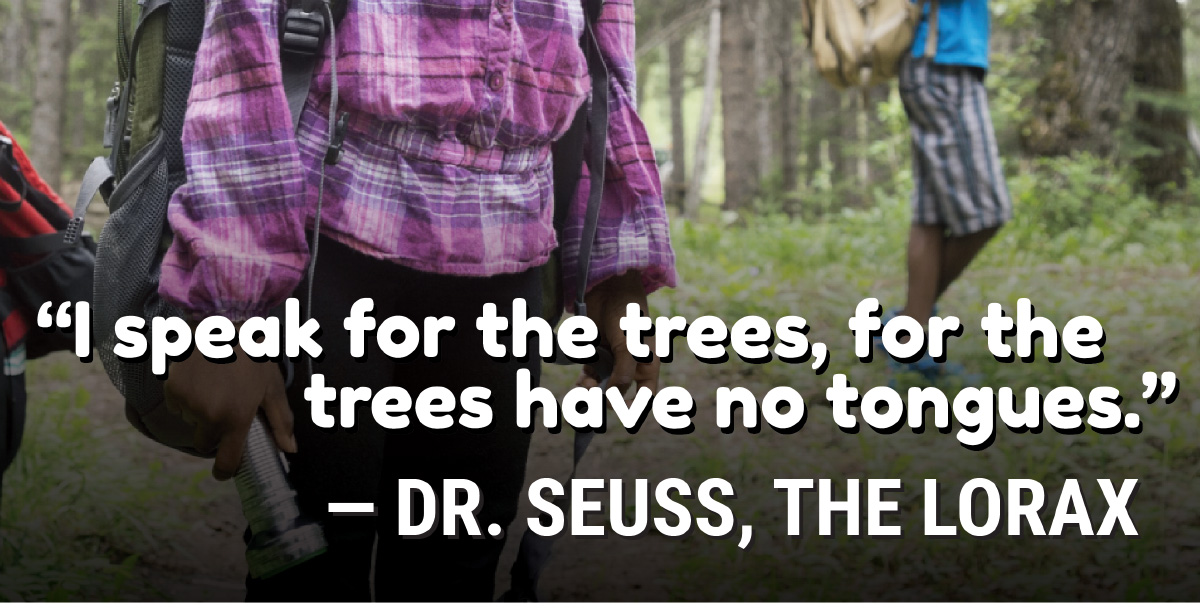 “I speak for the trees, for the
trees have no tongues.”
— DR. SEUSS, THE LORAX